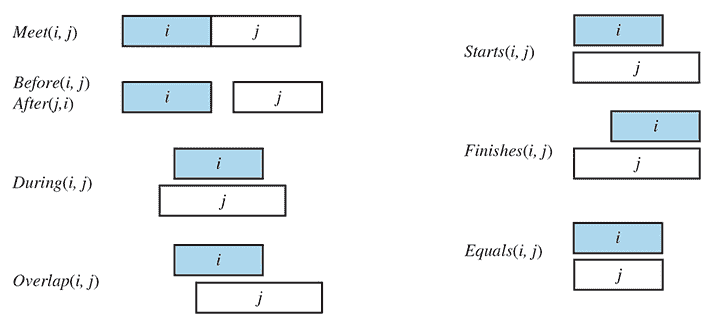 Meet(i, j)
i
j
Before(i, j)
After(j,i)
i
j
During(i, j)
i
j
Overlap(i, j)
i
j
Starts(i, j)
i
j
Finishes(i, j)
i
j
Equals(i, j)
i
j